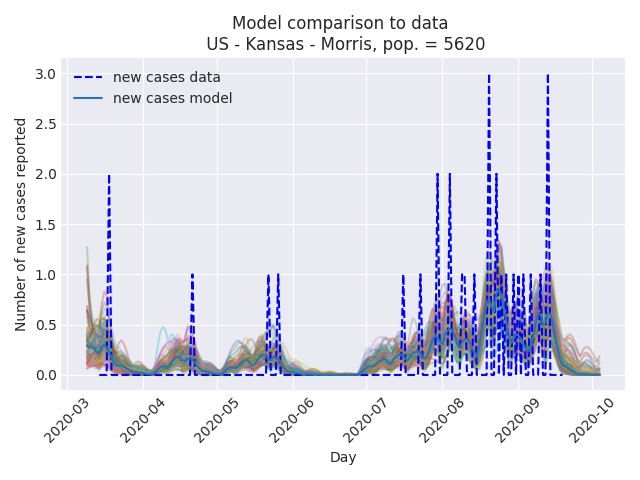 Model comparison to data
US - Kansas - Morris, pop. = 5620
new cases data
new cases model
Number of new cases reported
3.0
2.5
2.0
1.5
1.0
0.5
0.0
2020-03
2020-04
2020-05
2020-06
2020-07
2020-08
2020-09
2020-10
Day